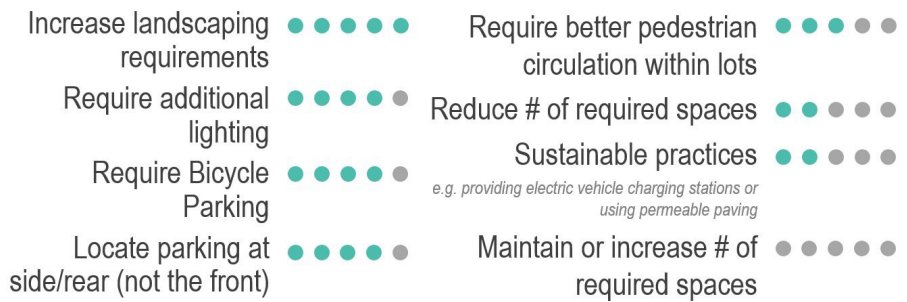 Increase landscaping
requirements
Require additional
lighting
Require Bicycle
Parking
Locate parking at
side/rear (not the front)
Require better pedestrian
circulation within lots
Reduce # of required spaces
Sustainable practices
e.g. providing electric vehicle charging stations or
using permeable paving
Maintain or increase # of
required spaces